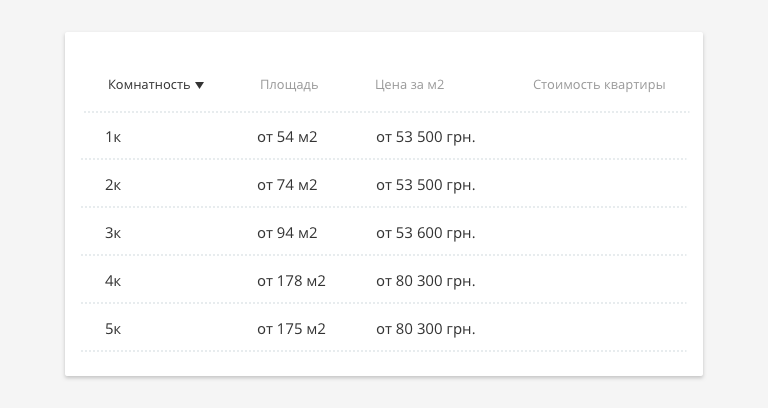 Комнатность ▼ Площадь Цена за м2 Стоимость квартиры
1к от 54 м2 от 53 500 грн.
2к от 74 м2 от 53 500 грн.
3к от 94 м2 от 53 600 грн.
4к от 178 м2 от 80 300 грн.
5к от 175 м2 от 80 300 грн.